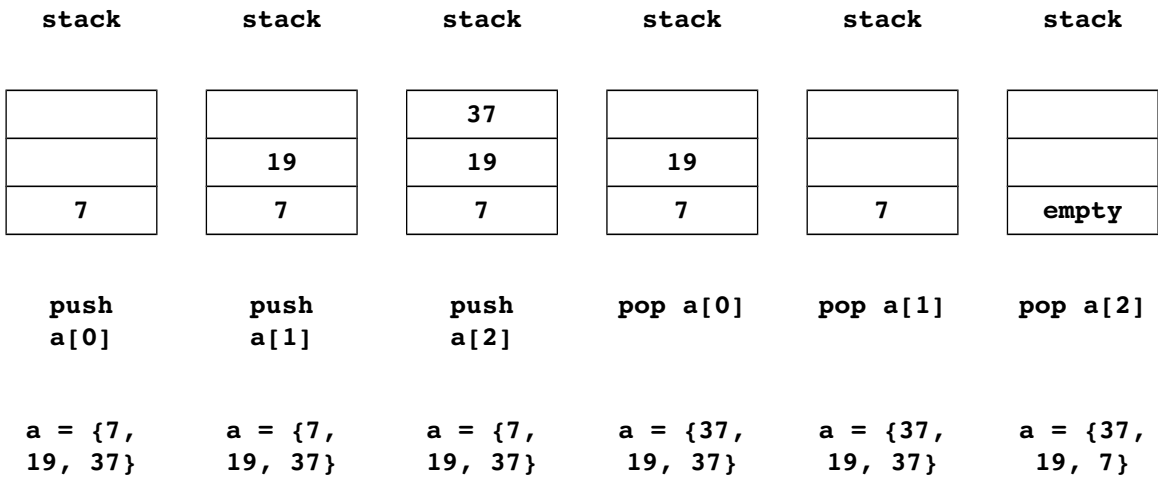 stack stack stack stack stack stack
37
19 19 19
7 7 7 7 7 empty
push push push pop a[0] pop a[1] pop a[2]
a[0] a[1] a[2]
a = {7, a = {7, a = {7, a = {37, a = {37, a = {37,
19, 37} 19, 37} 19, 37} 19, 37} 19, 37} 19, 7}